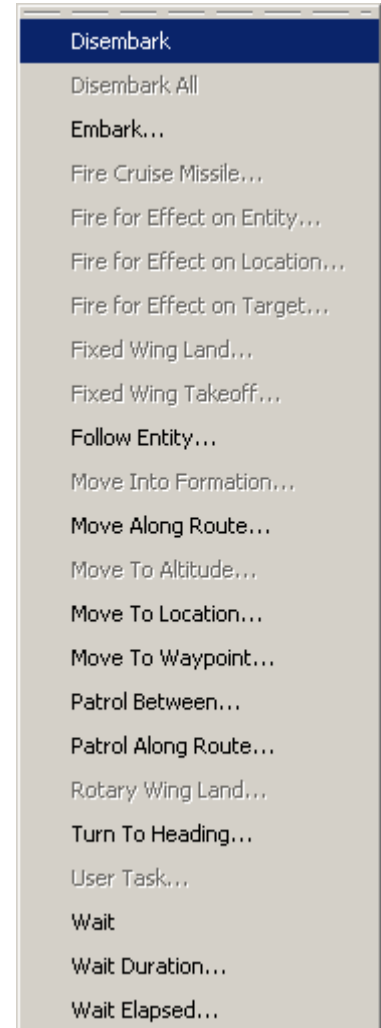 Disembark
Disembark All
Embark...
Fire Cruise Missile...
Fire for Effect on Entity...
Fire for Effect on Location...
Fire for Effect on Target...
Fixed Wing Land...
Fixed Wing Takeoff...
Follow Entity...
Move Into Formation...
Move Along Route...
Move To Altitude...
Move To Location...
Move To Waypoint...
Patrol Between...
Patrol Along Route...
Rotary Wing Land...
Turn To Heading...
User Task...
Wait
Wait Duration...
Wait Elapsed...